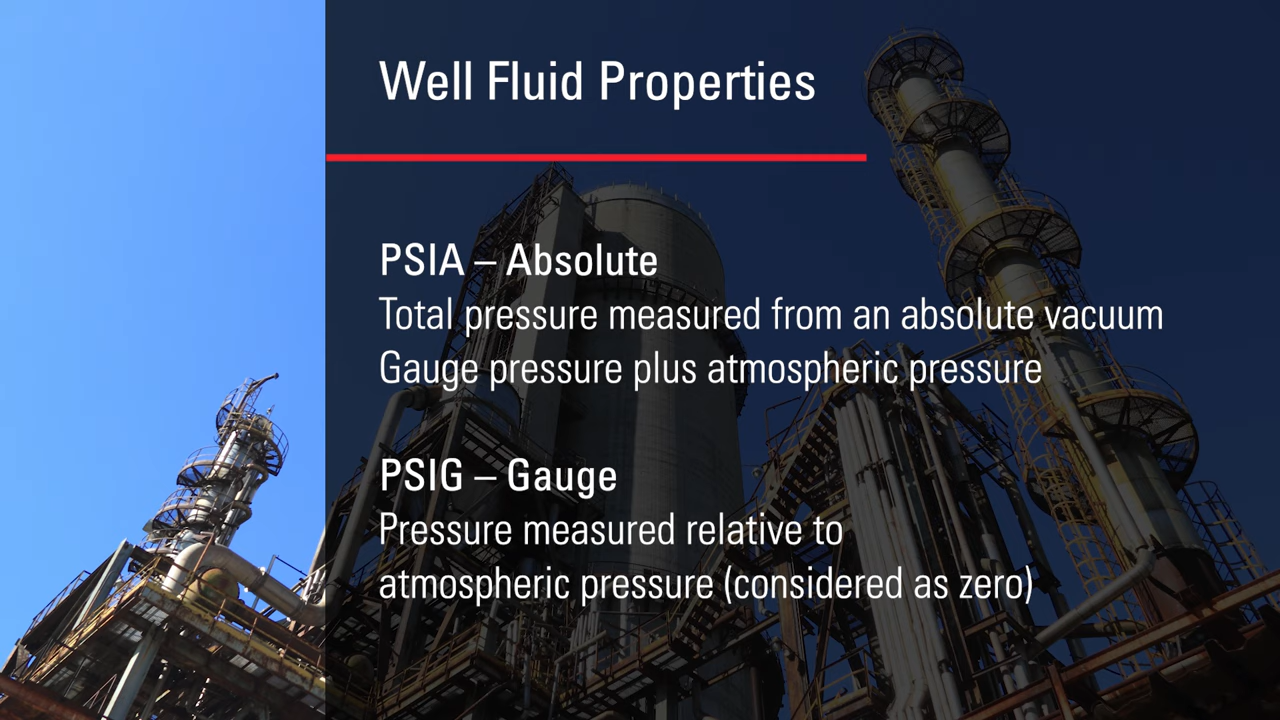 Well Fluid Properties
PSIA – Absolute
Total pressure measured from an absolute vacuum
Gauge pressure plus atmospheric pressure
PSIG – Gauge
Pressure measured relative to
atmospheric pressure (considered as zero)